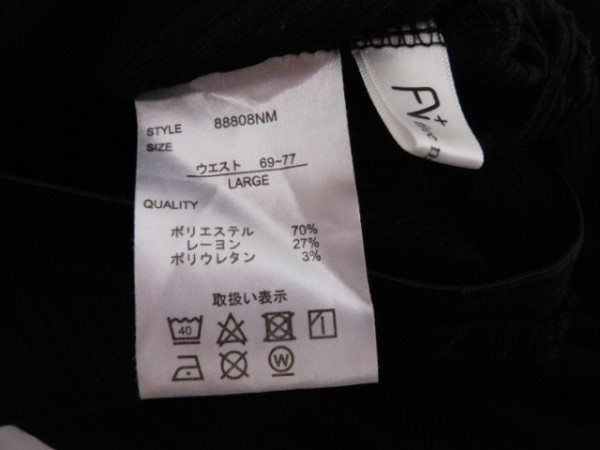 STYLE 88808NM
SIZE
ウエスト 69-77
LARGE
QUALITY
ポリエステル 70%
レーヨン 27%
ポリウレタン 3%
取扱い表示
40
W
FV+